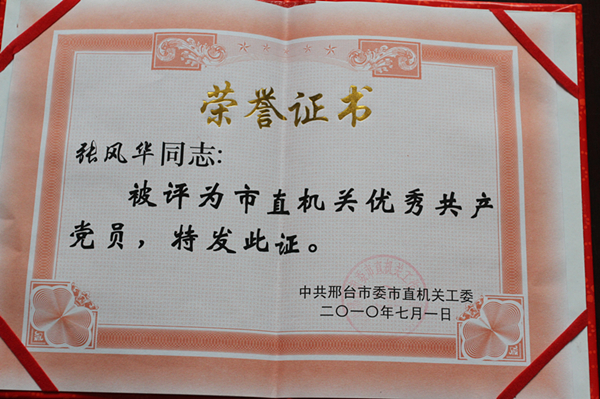 荣誉证书
张风华同志:
被评为市直机关优秀共产
党员，特发此证。
中共邢台市委市直机关工委
二〇一〇年七月一日